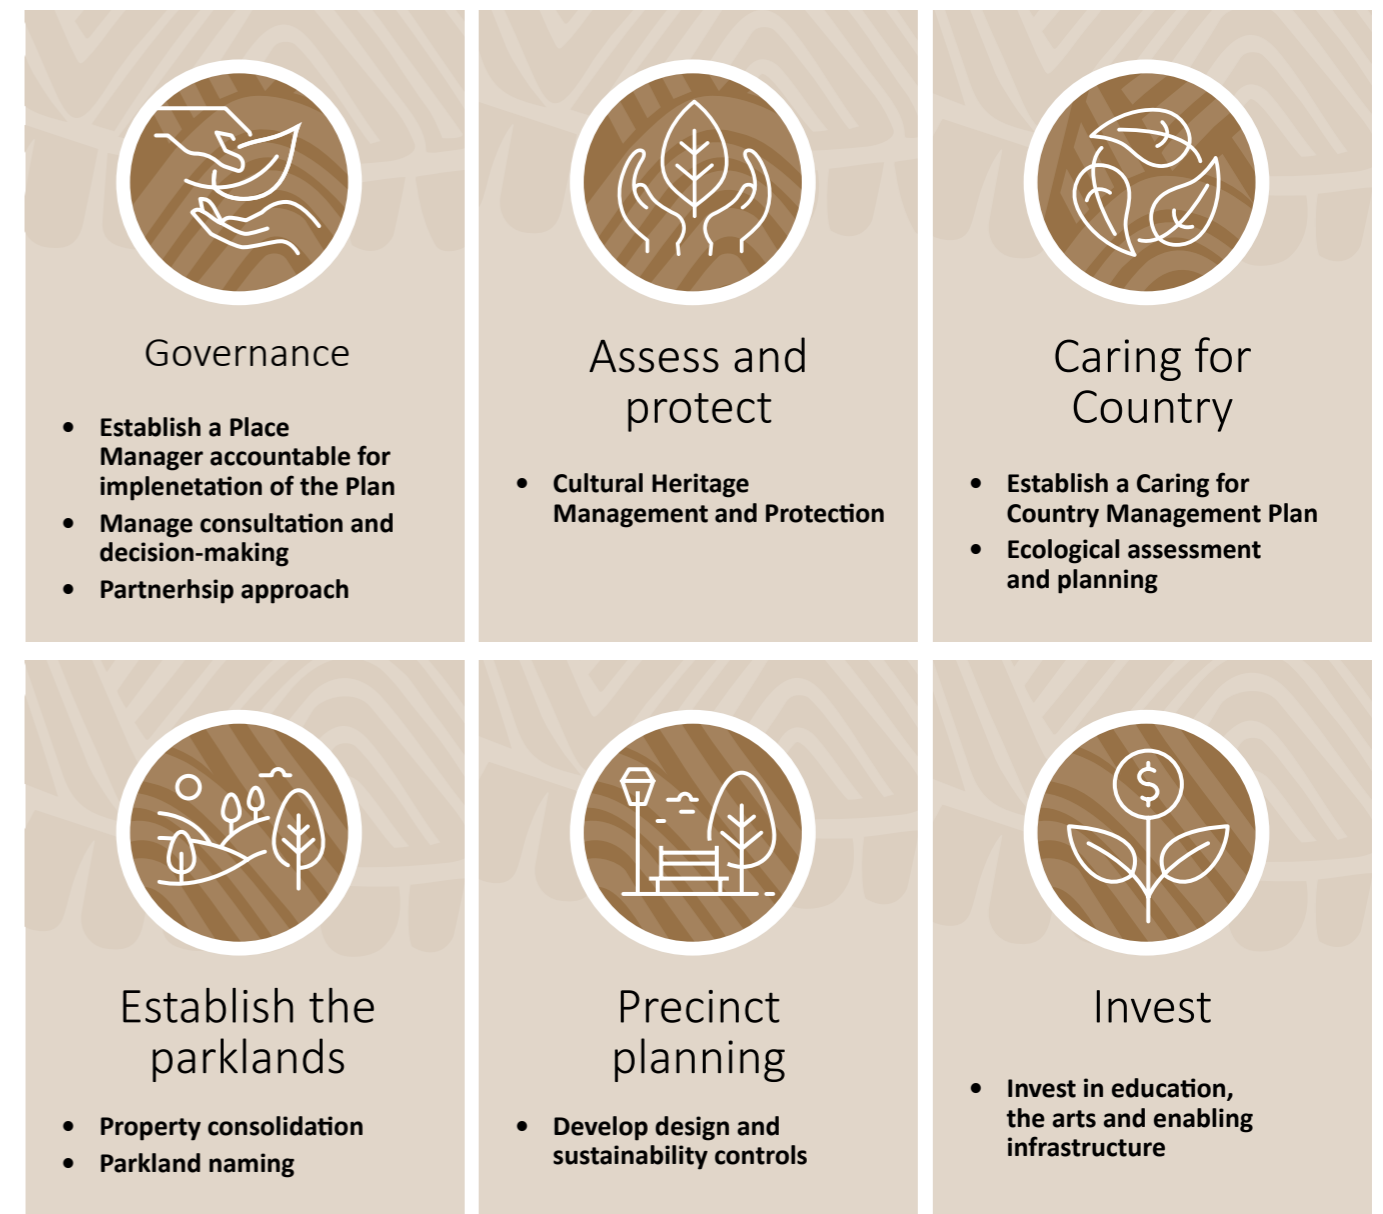 Governance
• Establish a Place
Manager accountable for
implenetation of the Plan
• Manage consultation and
decision-making
• Partnerhsip approach
Assess and
protect
• Cultural Heritage
Management and Protection
Caring for
Country
• Establish a Caring for
Country Management Plan
• Ecological assessment
and planning
Establish the
parklands
• Property consolidation
• Parkland naming
Precinct
planning
• Develop design and
sustainability controls
$
Invest
• Invest in education,
the arts and enabling
infrastructure